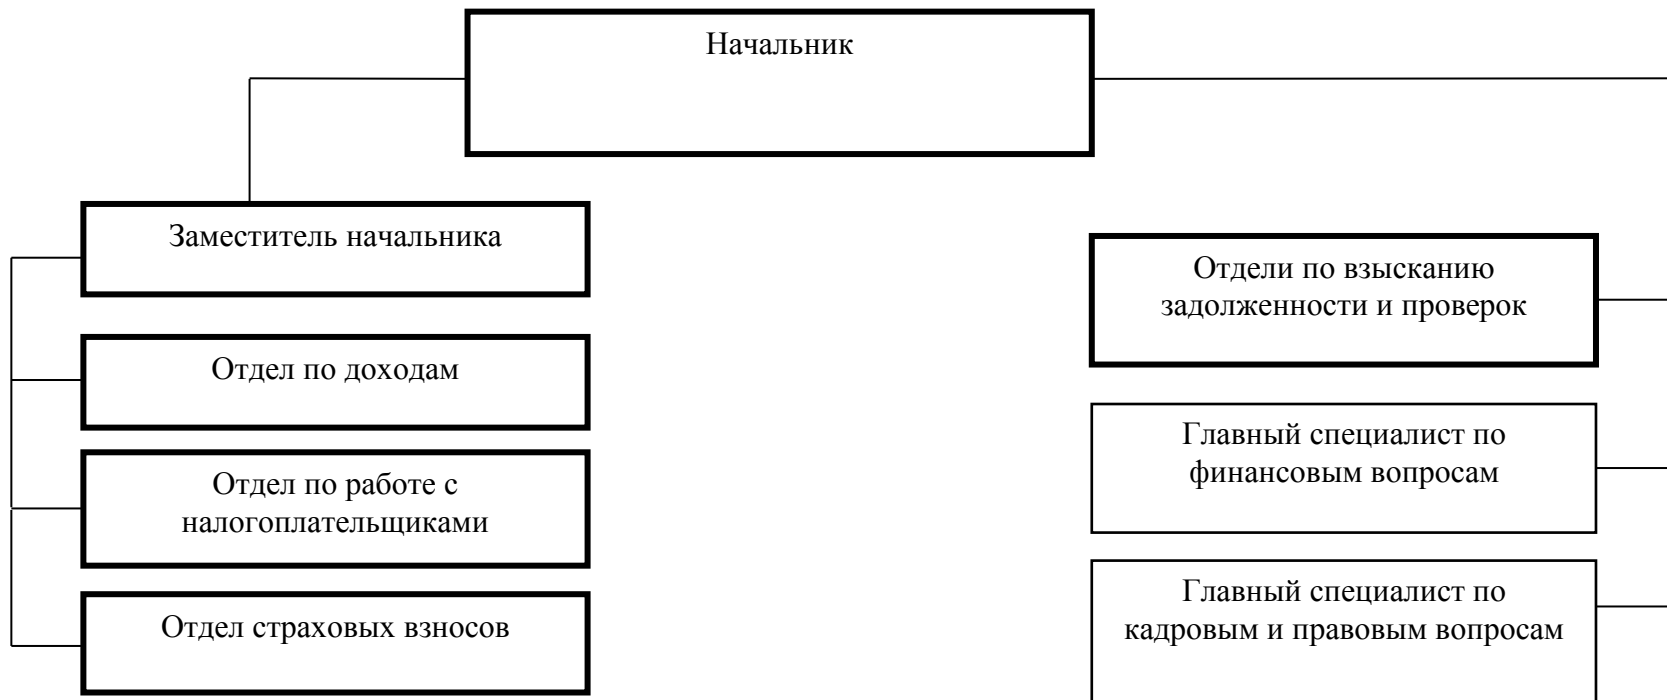 Начальник
Заместитель начальника
Отдел по доходам
Отдел по работе с
налогоплательщиками
Отдел страховых взносов
Отдели по взысканию
задолженности и проверок
Главный специалист по
финансовым вопросам
Главный специалист по
кадровым и правовым вопросам